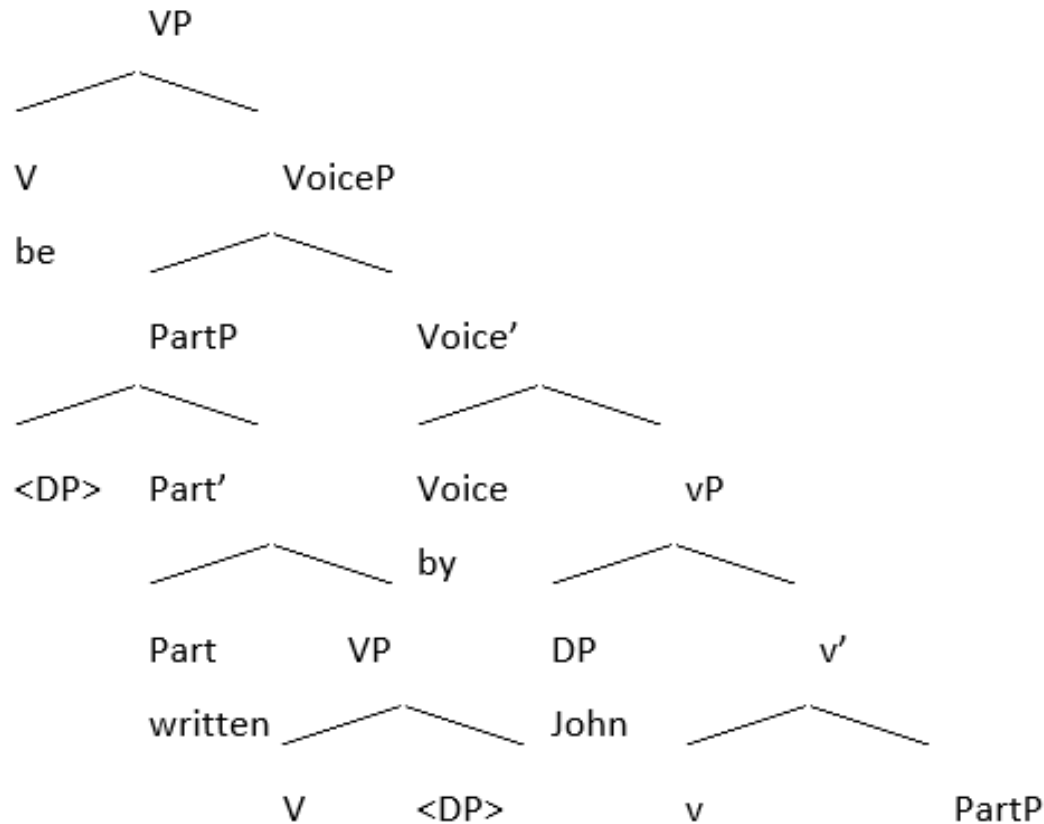 VP
V VoiceP
be
PartP Voice’
<DP> Part’ Voice vP
by
Part VP DP v’
written John
V <DP> v PartP